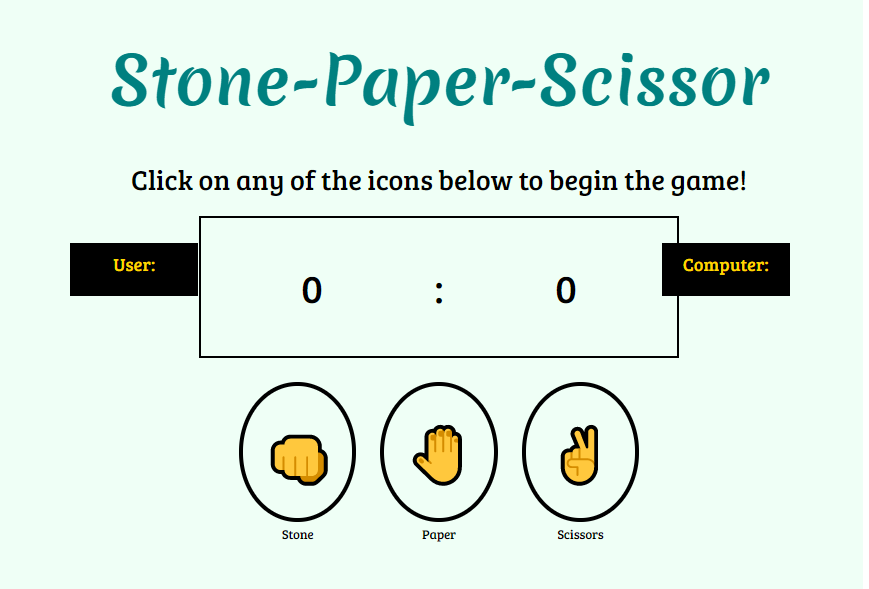 Stone-Paper-Scissor
Click on any of the icons below to begin the game!
User:
0 : 0
Computer:
Stone
Paper
Scissors